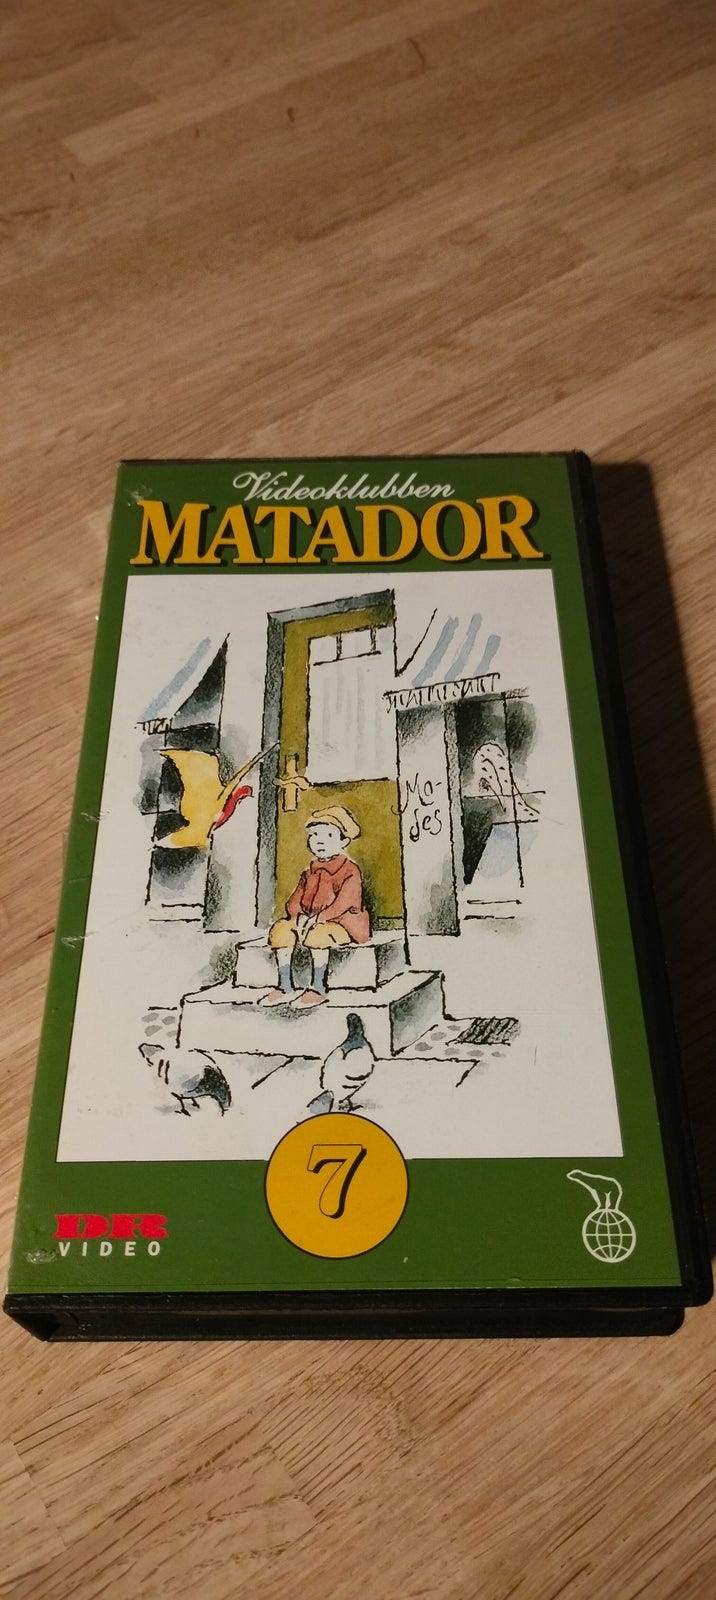 Videoklubben
MATADOR
Mo-
des
7
DR
VIDEO